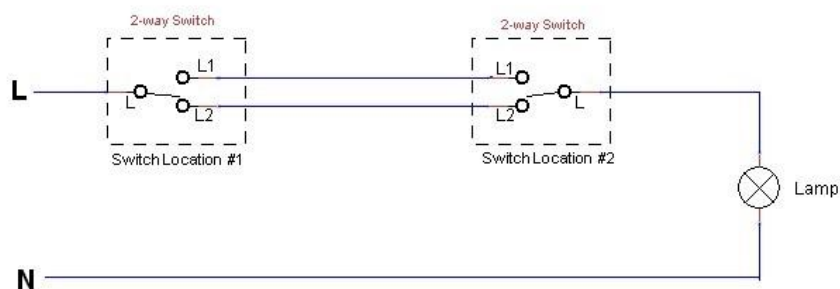 2-way Switch
2-way Switch
L1
L1
L
L
L
L2
L2
Switch Location #1
Switch Location #2
Lamp
N